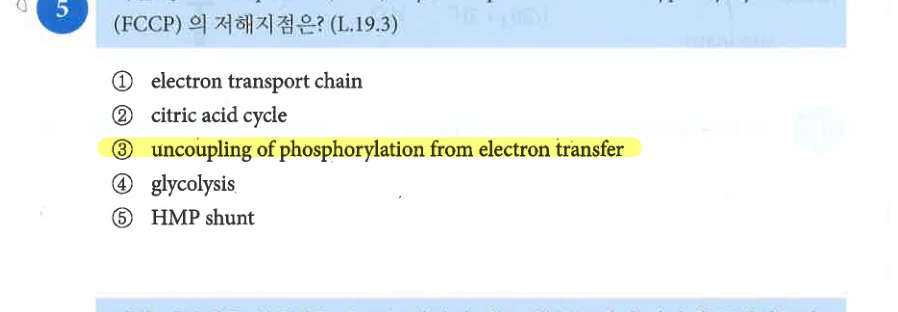 5
(FCCP) 의 저해지점은? (L.19.3)
① electron transport chain
② citric acid cycle
③ uncoupling of phosphorylation from electron transfer
④ glycolysis
⑤ HMP shunt